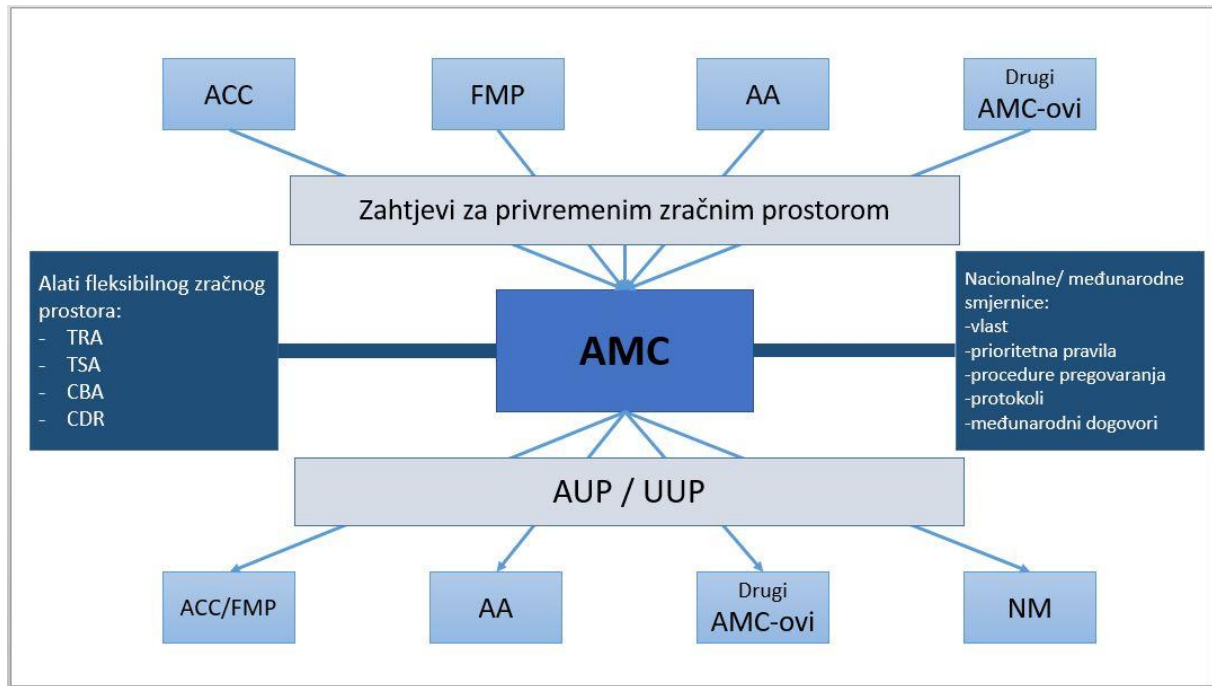 ACC
FMP
AA
Drugi
AMC-ovi
Zahtjevi za privremenim zračnim prostorom
Alati fleksibilnog zračnog
prostora:
- TRA
- TSA
- CBA
- CDR
AMC
Nacionalne/ međunarodne
smjernice:
-vlast
-prioritetna pravila
-procedure pregovaranja
-protokoli
-međunarodni dogovori
AUP / UUP
ACC/FMP
AA
Drugi
AMC-ovi
NM